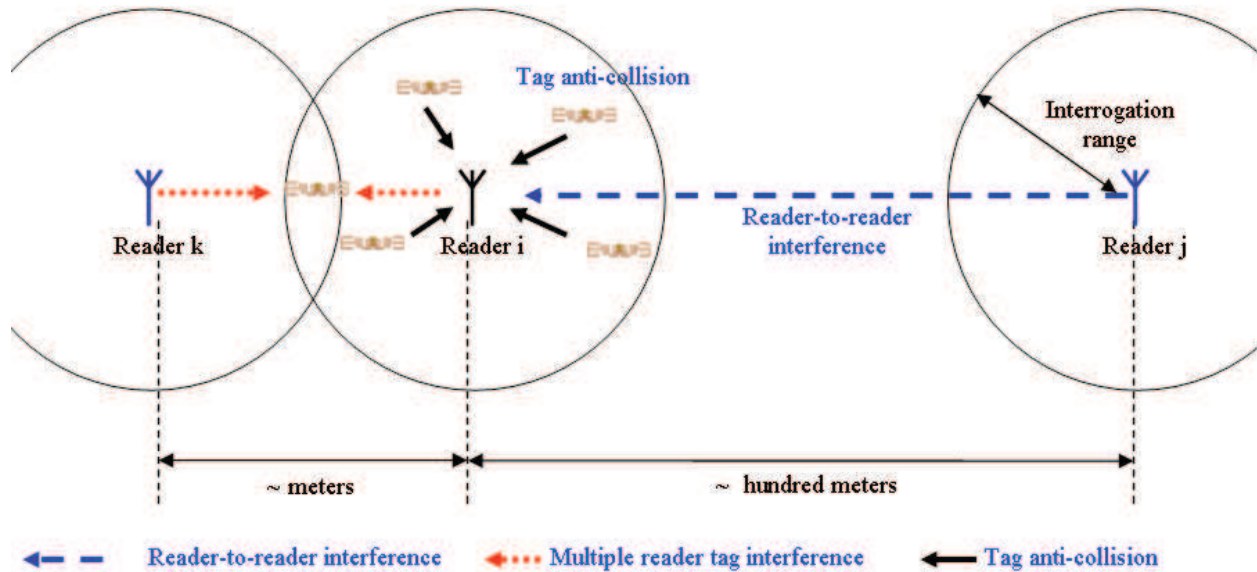 Tag anti-collision
Interrogation
range
Reader-to-reader
interference
Reader k
Reader i
Reader j
~ meters
~ hundred meters
Reader-to-reader interference
Multiple reader tag interference
Tag anti-collision